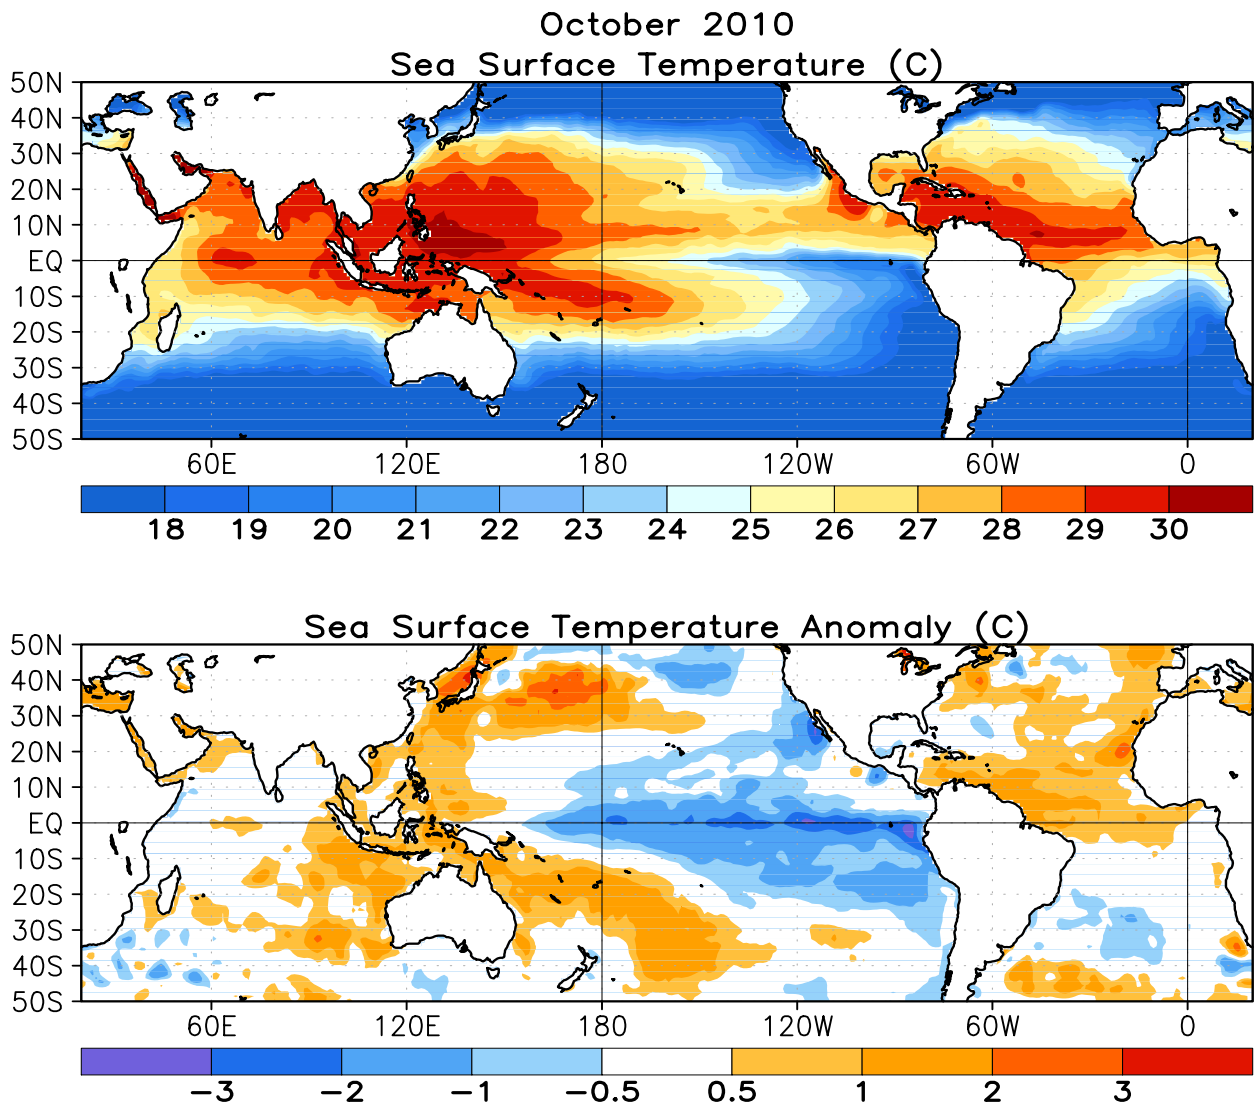 October 2010
Sea Surface Temperature (C)
50N
40N
30N
20N
10N
EQ
10S
20S
30S
40S
50S
60E 120E 180 120W 60W 0
18 19 20 21 22 23 24 25 26 27 28 29 30
Sea Surface Temperature Anomaly (C)
50N
40N
30N
20N
10N
EQ
10S
20S
30S
40S
50S
60E 120E 180 120W 60W 0
−3 −2 −1 −0.5 0.5 1 2 3